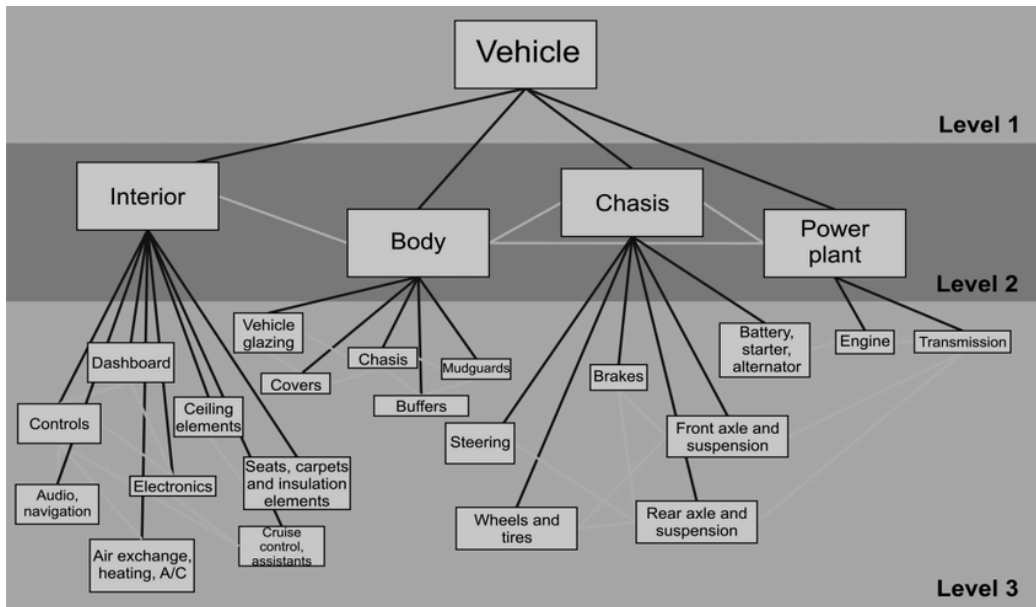 Vehicle
Level 1
Interior
Body
Chasis
Power
plant
Level 2
Vehicle
glazing
Dashboard
Covers
Chasis
Mudguards
Buffers
Brakes
Battery,
starter,
alternator
Engine
Transmission
Controls
Ceiling
elements
Steering
Front axle and
suspension
Audio,
navigation
Electronics
Seats, carpets
and insulation
elements
Wheels and
tires
Rear axle and
suspension
Air exchange,
heating, A/C
Cruise
control,
assistants
Level 3